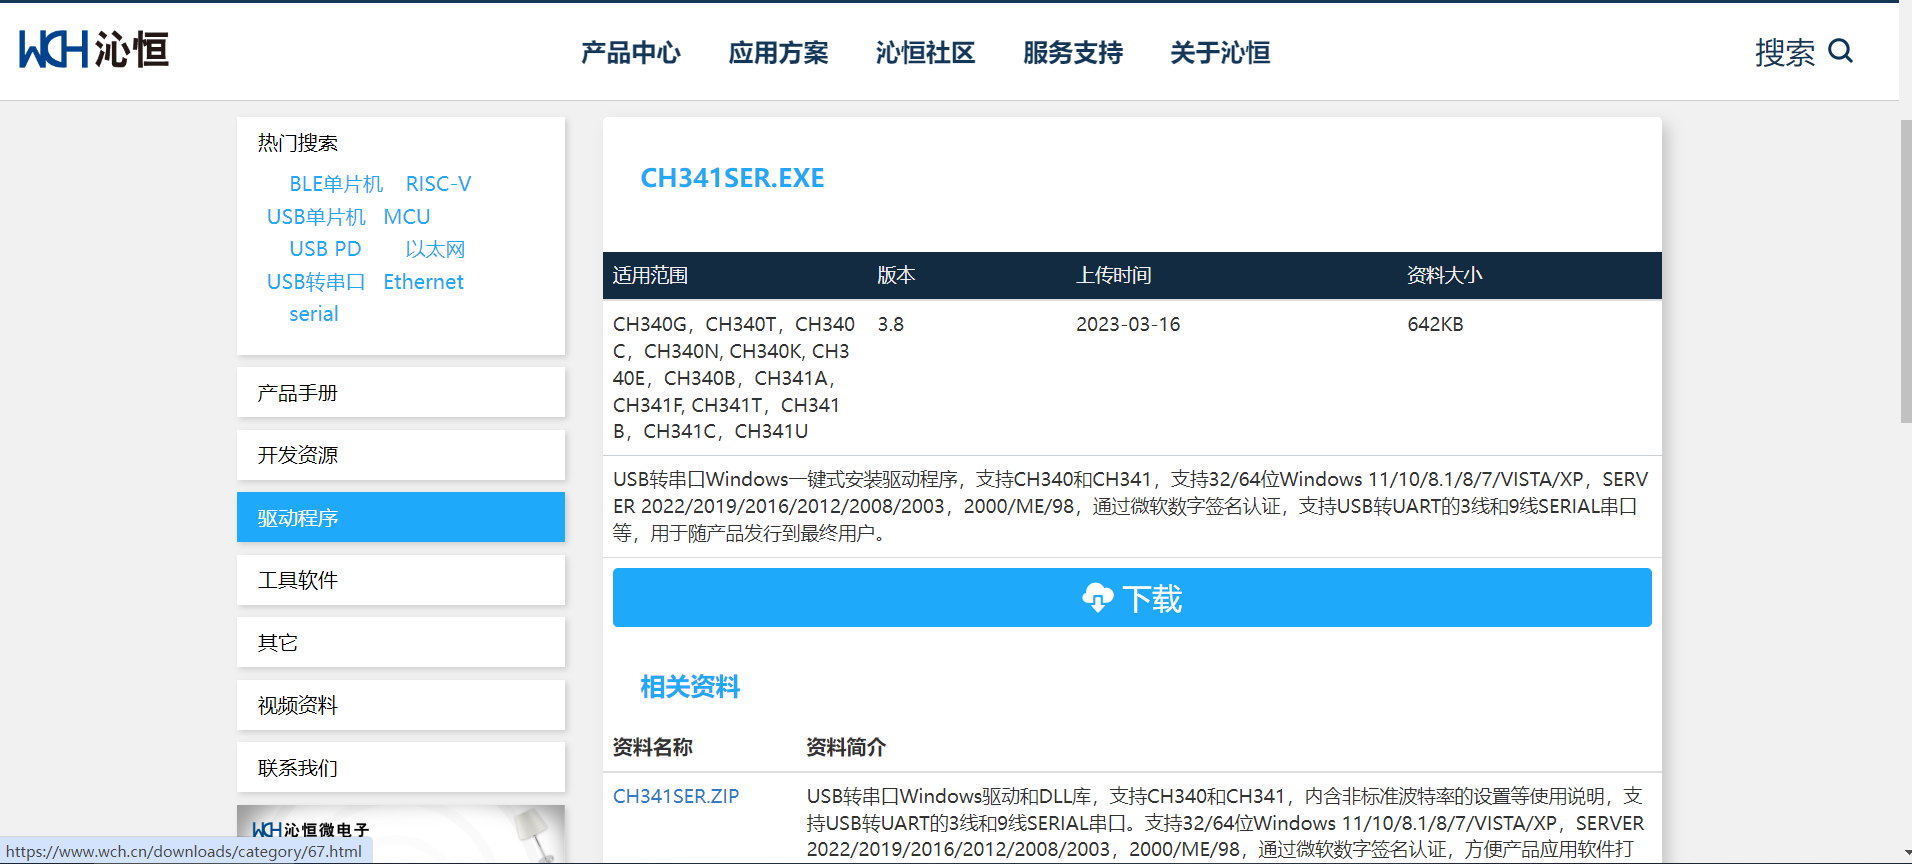 WCH 沁恒
产品中心 应用方案 沁恒社区 服务支持 关于沁恒
搜索
热门搜索
BLE单片机 RISC-V
USB单片机 MCU
USB PD 以太网
USB转串口 Ethernet
serial
产品手册
开发资源
驱动程序
工具软件
其它
视频资料
联系我们
WCH 沁恒微电子
https://www.wch.cn/downloads/category/67.html
CH341SER.EXE
适用范围 版本 上传时间 资料大小
CH340G，CH340T，CH340 3.8 2023-03-16 642KB
C，CH340N, CH340K, CH3
40E，CH340B，CH341A，
CH341F, CH341T，CH341
B，CH341C，CH341U
USB转串口Windows一键式安装驱动程序，支持CH340和CH341，支持32/64位Windows 11/10/8.1/8/7/VISTA/XP，SERV
ER 2022/2019/2016/2012/2008/2003，2000/ME/98，通过微软数字签名认证，支持USB转UART的3线和9线SERIAL串口
等，用于随产品发行到最终用户。
下载
相关资料
资料名称 资料简介
CH341SER.ZIP USB转串口Windows驱动和DLL库，支持CH340和CH341，内含非标准波特率的设置等使用说明，支
持USB转UART的3线和9线SERIAL串口。支持32/64位Windows 11/10/8.1/8/7/VISTA/XP，SERVER
2022/2019/2016/2012/2008/2003，2000/ME/98，通过微软数字签名认证，方便产品应用软件打